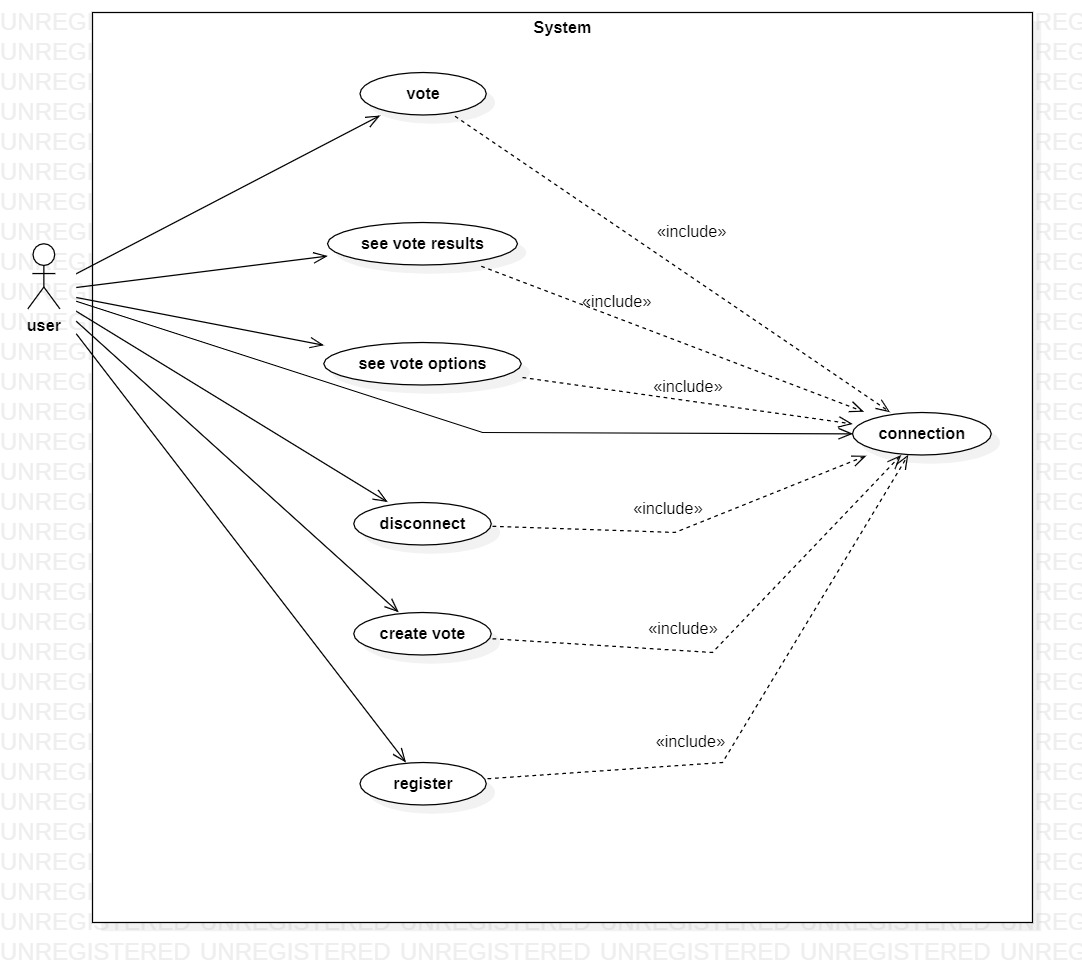 System
vote
«include»
see vote results
«include»
user
see vote options
«include»
connection
disconnect
«include»
create vote
«include»
«include»
register
UNREGISTERED UNREGISTERED UNREGISTERED UNREGISTERED UNREGISTERED